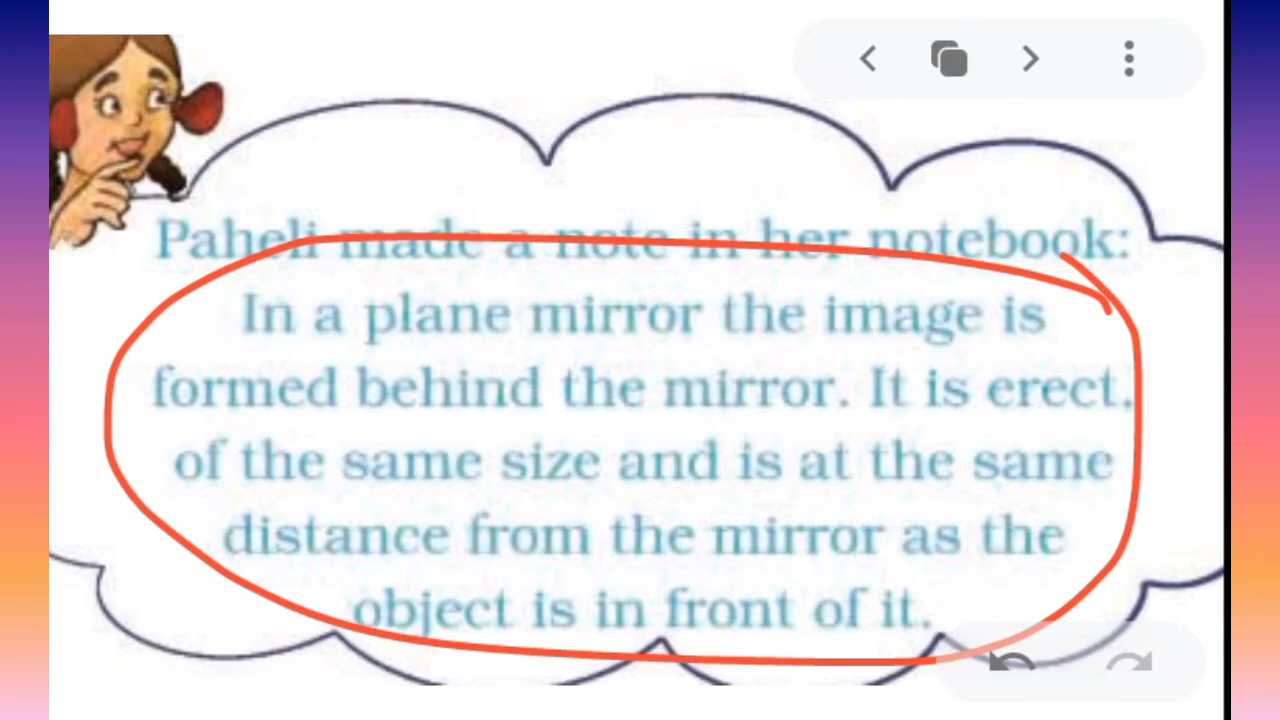 Paheli made a note in her notebook:
In a plane mirror the image is
formed behind the mirror. It is erect,
of the same size and is at the same
distance from the mirror as the
object is in front of it.